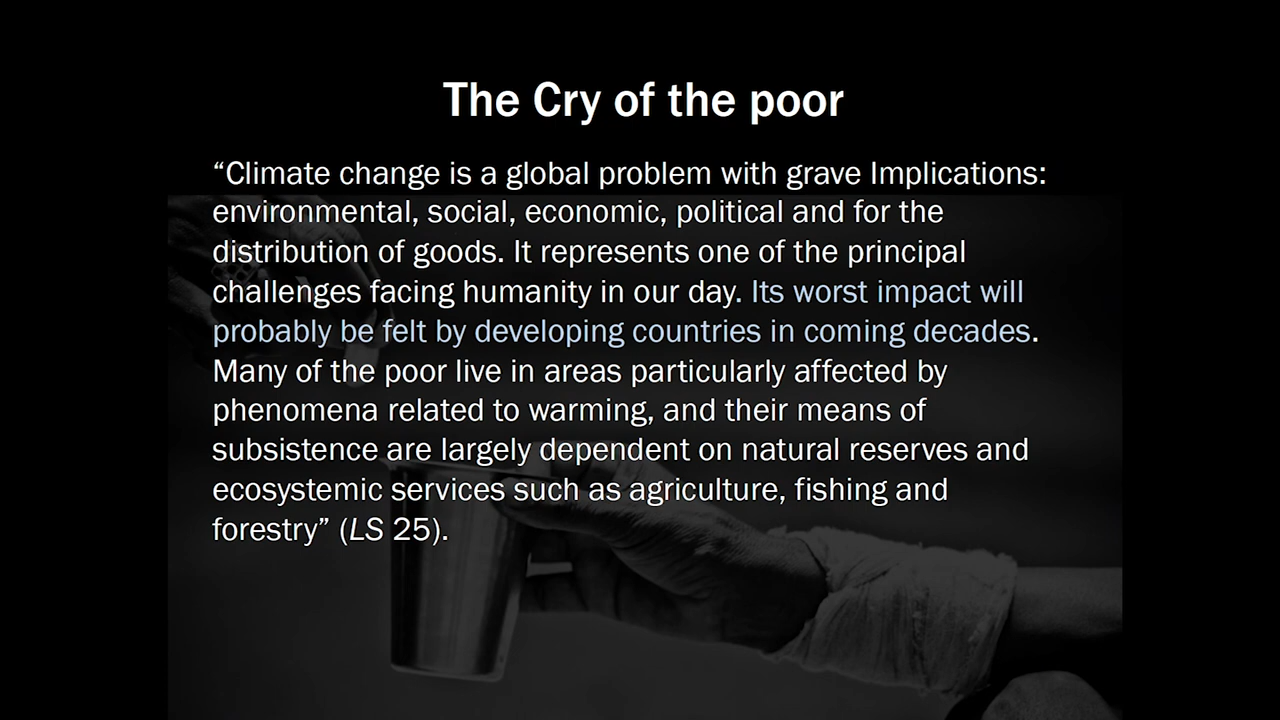 The Cry of the poor
“Climate change is a global problem with grave Implications:
environmental, social, economic, political and for the
distribution of goods. It represents one of the principal
challenges facing humanity in our day. Its worst impact will
probably be felt by developing countries in coming decades.
Many of the poor live in areas particularly affected by
phenomena related to warming, and their means of
subsistence are largely dependent on natural reserves and
ecosystemic services such as agriculture, fishing and
forestry” (LS 25).